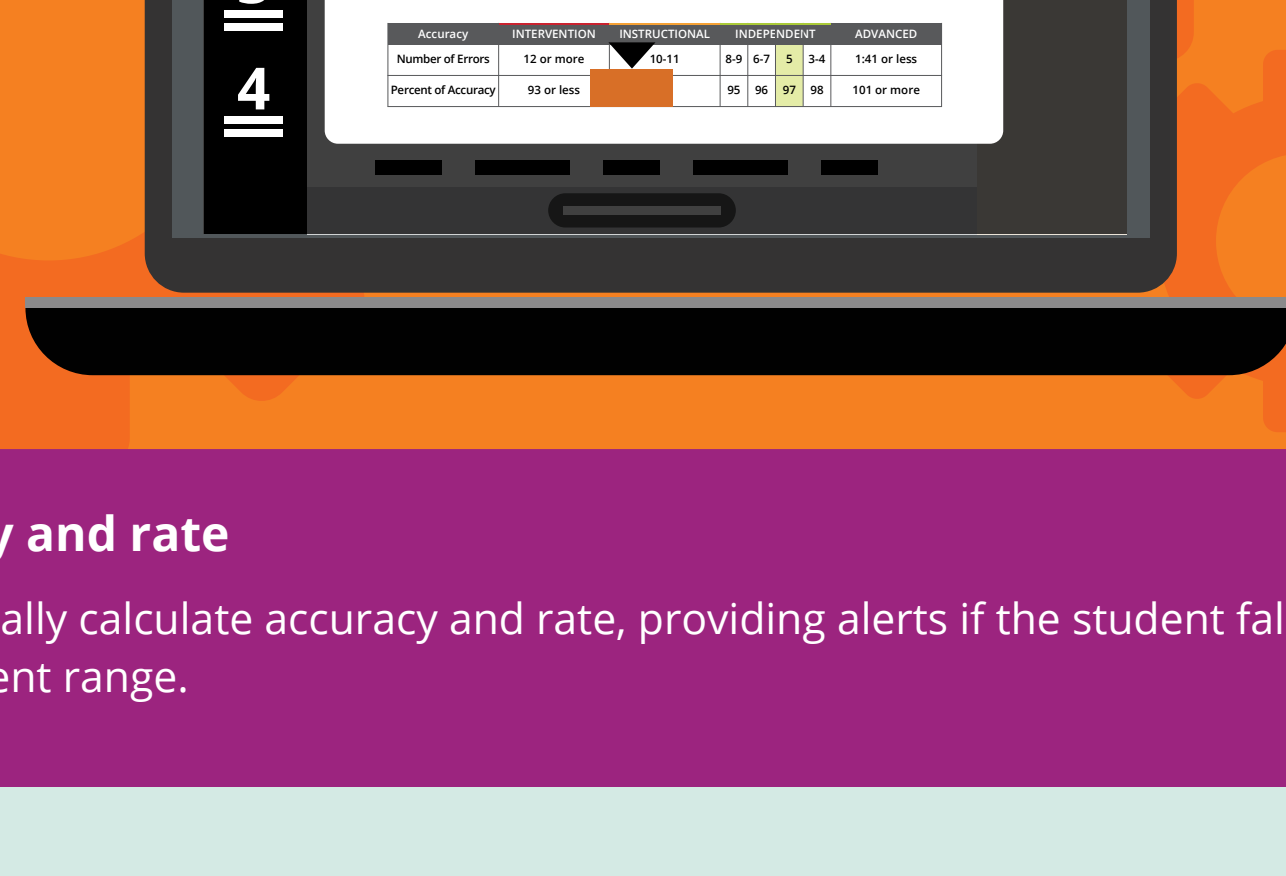 4
Accuracy INTERVENTION INSTRUCTIONAL INDEPENDENT ADVANCED
Number of Errors 12 or more 10-11 8-9 6-7 5 3-4 1:41 or less
Percent of Accuracy 93 or less 95 96 97 98 101 or more
y and rate
ally calculate accuracy and rate, providing alerts if the student fal
ent range.